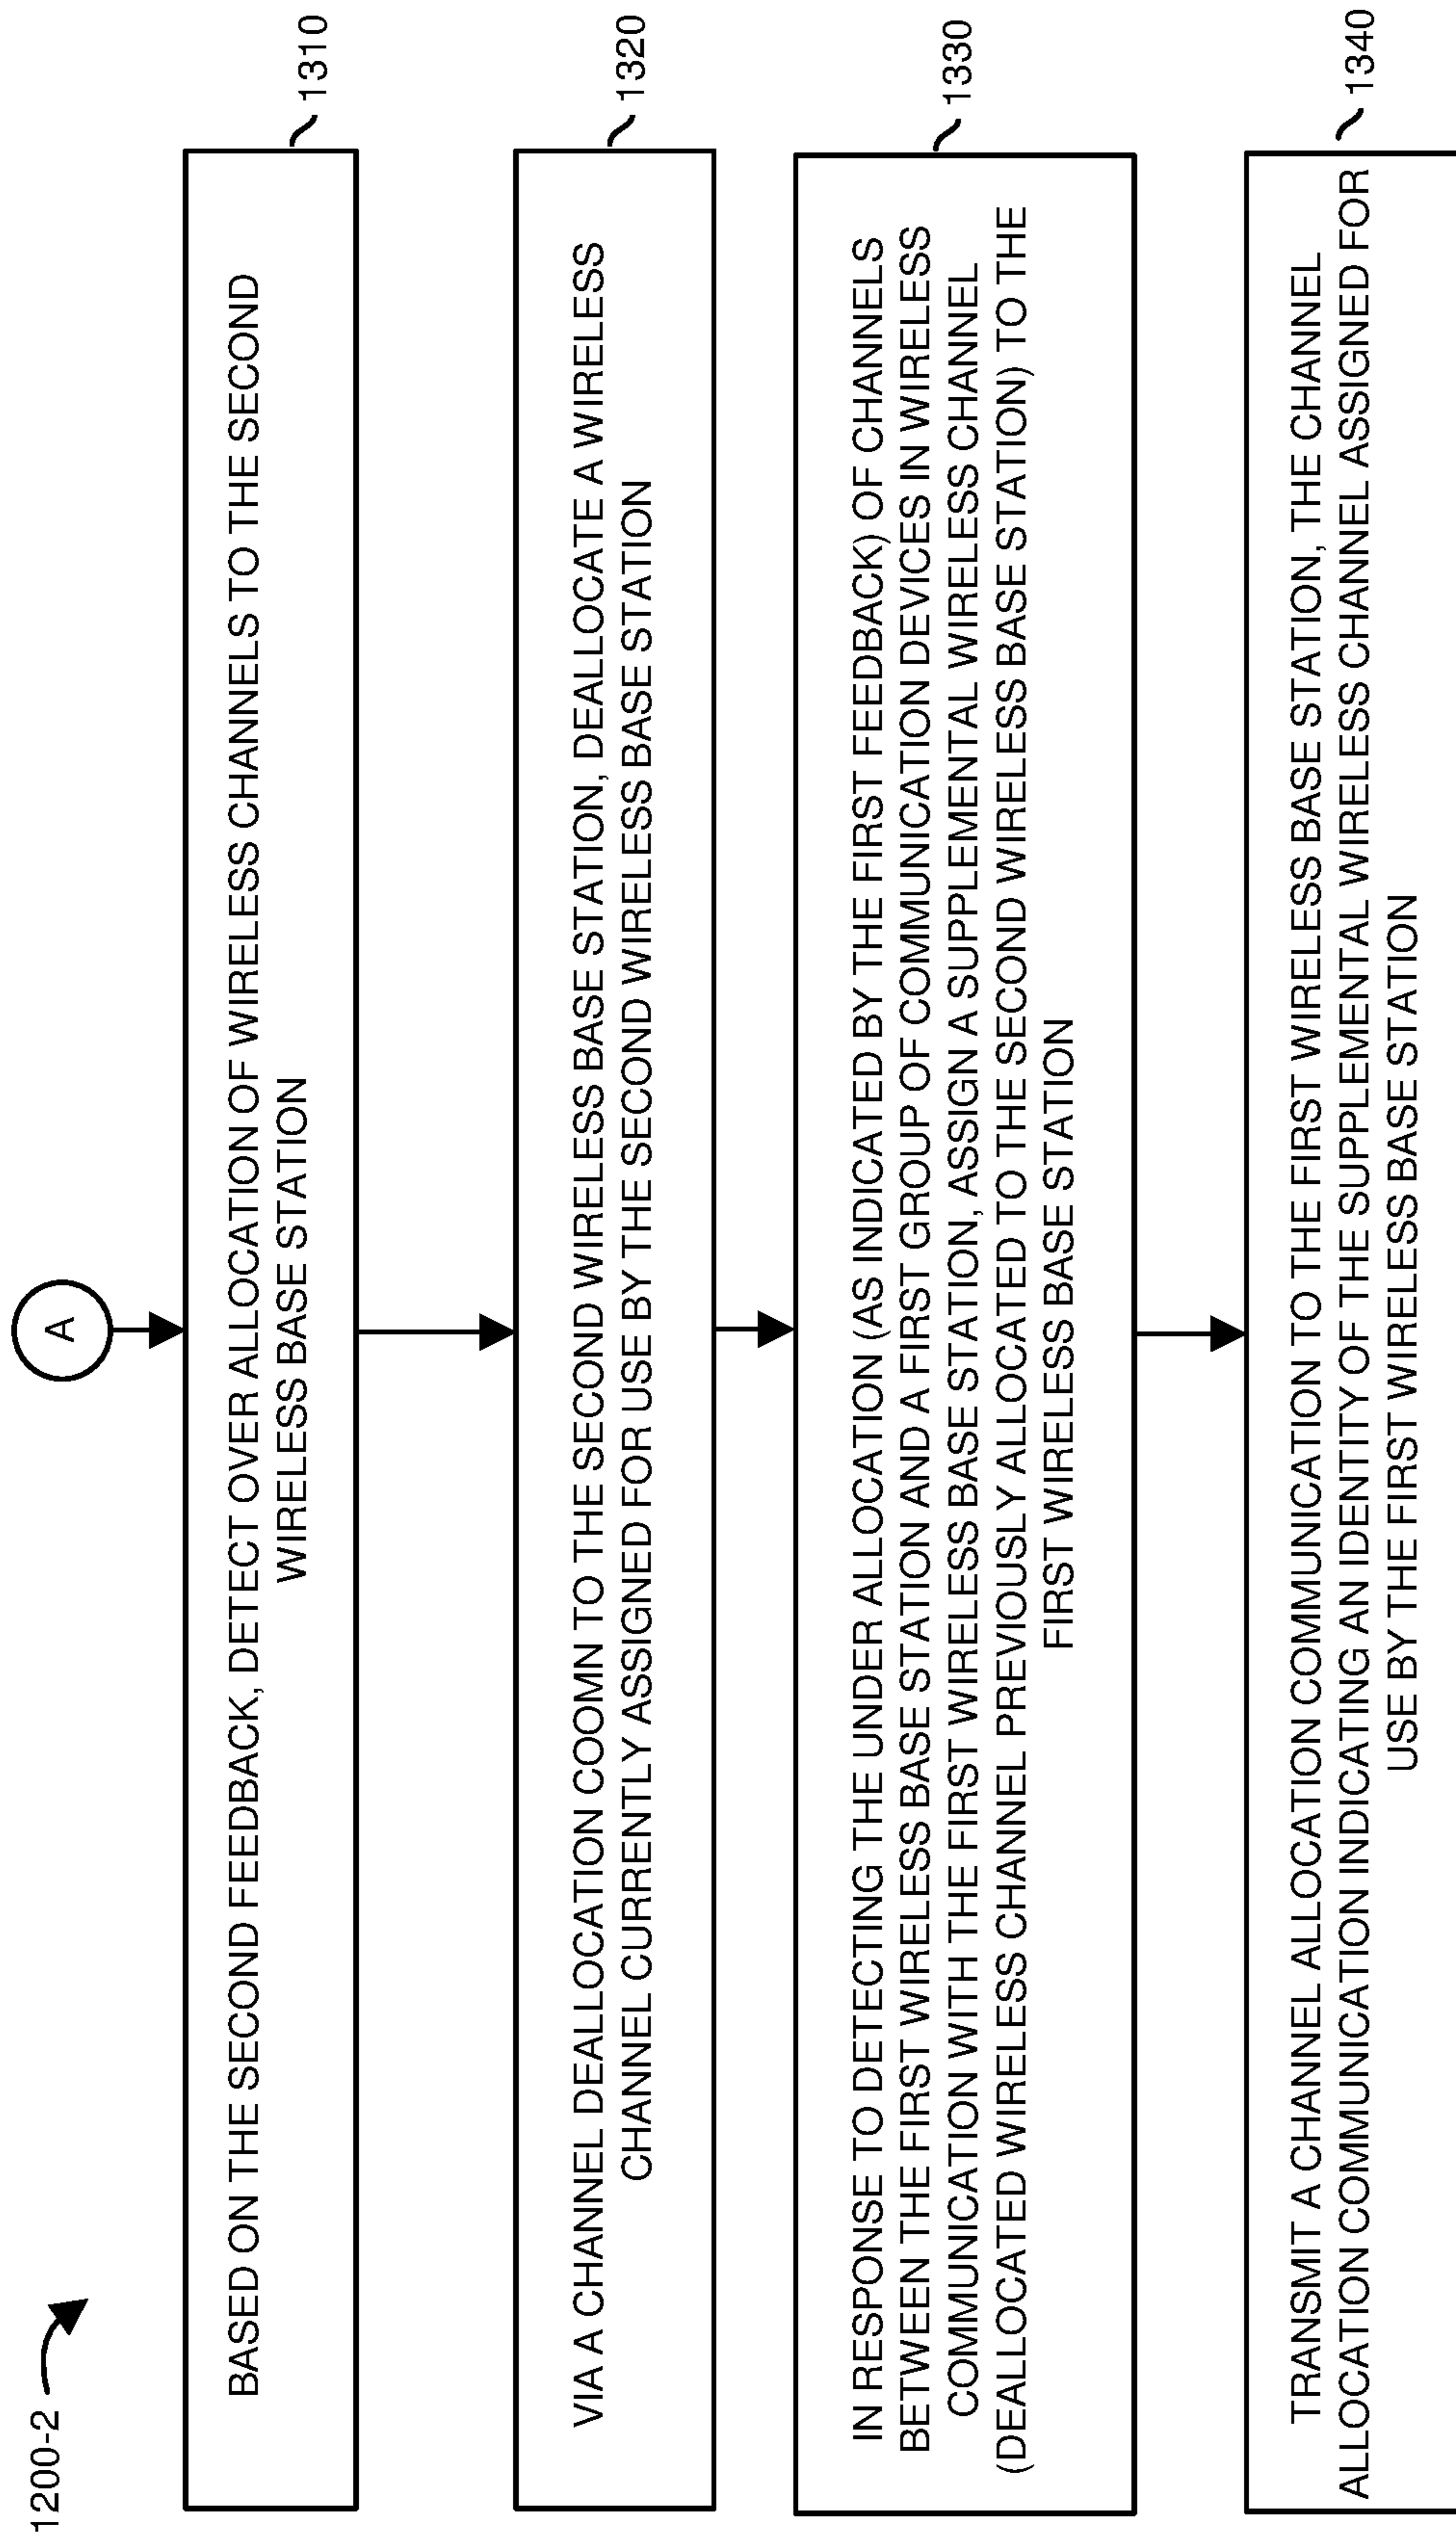 1200-2
A
BASED ON THE SECOND FEEDBACK, DETECT OVER ALLOCATION OF WIRELESS CHANNELS TO THE SECOND
WIRELESS BASE STATION
1310
VIA A CHANNEL DEALLOCATION COOMN TO THE SECOND WIRELESS BASE STATION, DEALLOCATE A WIRELESS
CHANNEL CURRENTLY ASSIGNED FOR USE BY THE SECOND WIRELESS BASE STATION
1320
IN RESPONSE TO DETECTING THE UNDER ALLOCATION (AS INDICATED BY THE FIRST FEEDBACK) OF CHANNELS
BETWEEN THE FIRST WIRELESS BASE STATION AND A FIRST GROUP OF COMMUNICATION DEVICES IN WIRELESS
COMMUNICATION WITH THE FIRST WIRELESS BASE STATION, ASSIGN A SUPPLEMENTAL WIRELESS CHANNEL
(DEALLOCATED WIRELESS CHANNEL PREVIOUSLY ALLOCATED TO THE SECOND WIRELESS BASE STATION) TO THE
FIRST WIRELESS BASE STATION
1330
TRANSMIT A CHANNEL ALLOCATION COMMUNICATION TO THE FIRST WIRELESS BASE STATION, THE CHANNEL
ALLOCATION COMMUNICATION INDICATING AN IDENTITY OF THE SUPPLEMENTAL WIRELESS CHANNEL ASSIGNED FOR
USE BY THE FIRST WIRELESS BASE STATION
1340